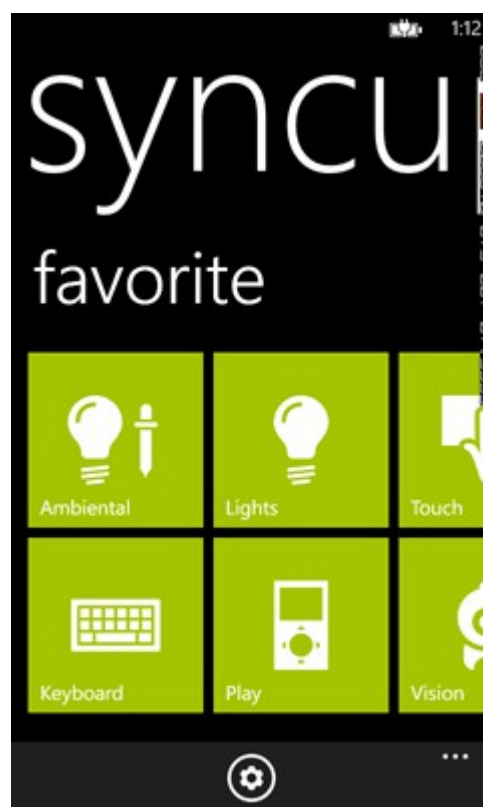 1:12
syncu
favorite
Ambiental
Lights
Touch
Keyboard
Play
Vision
...